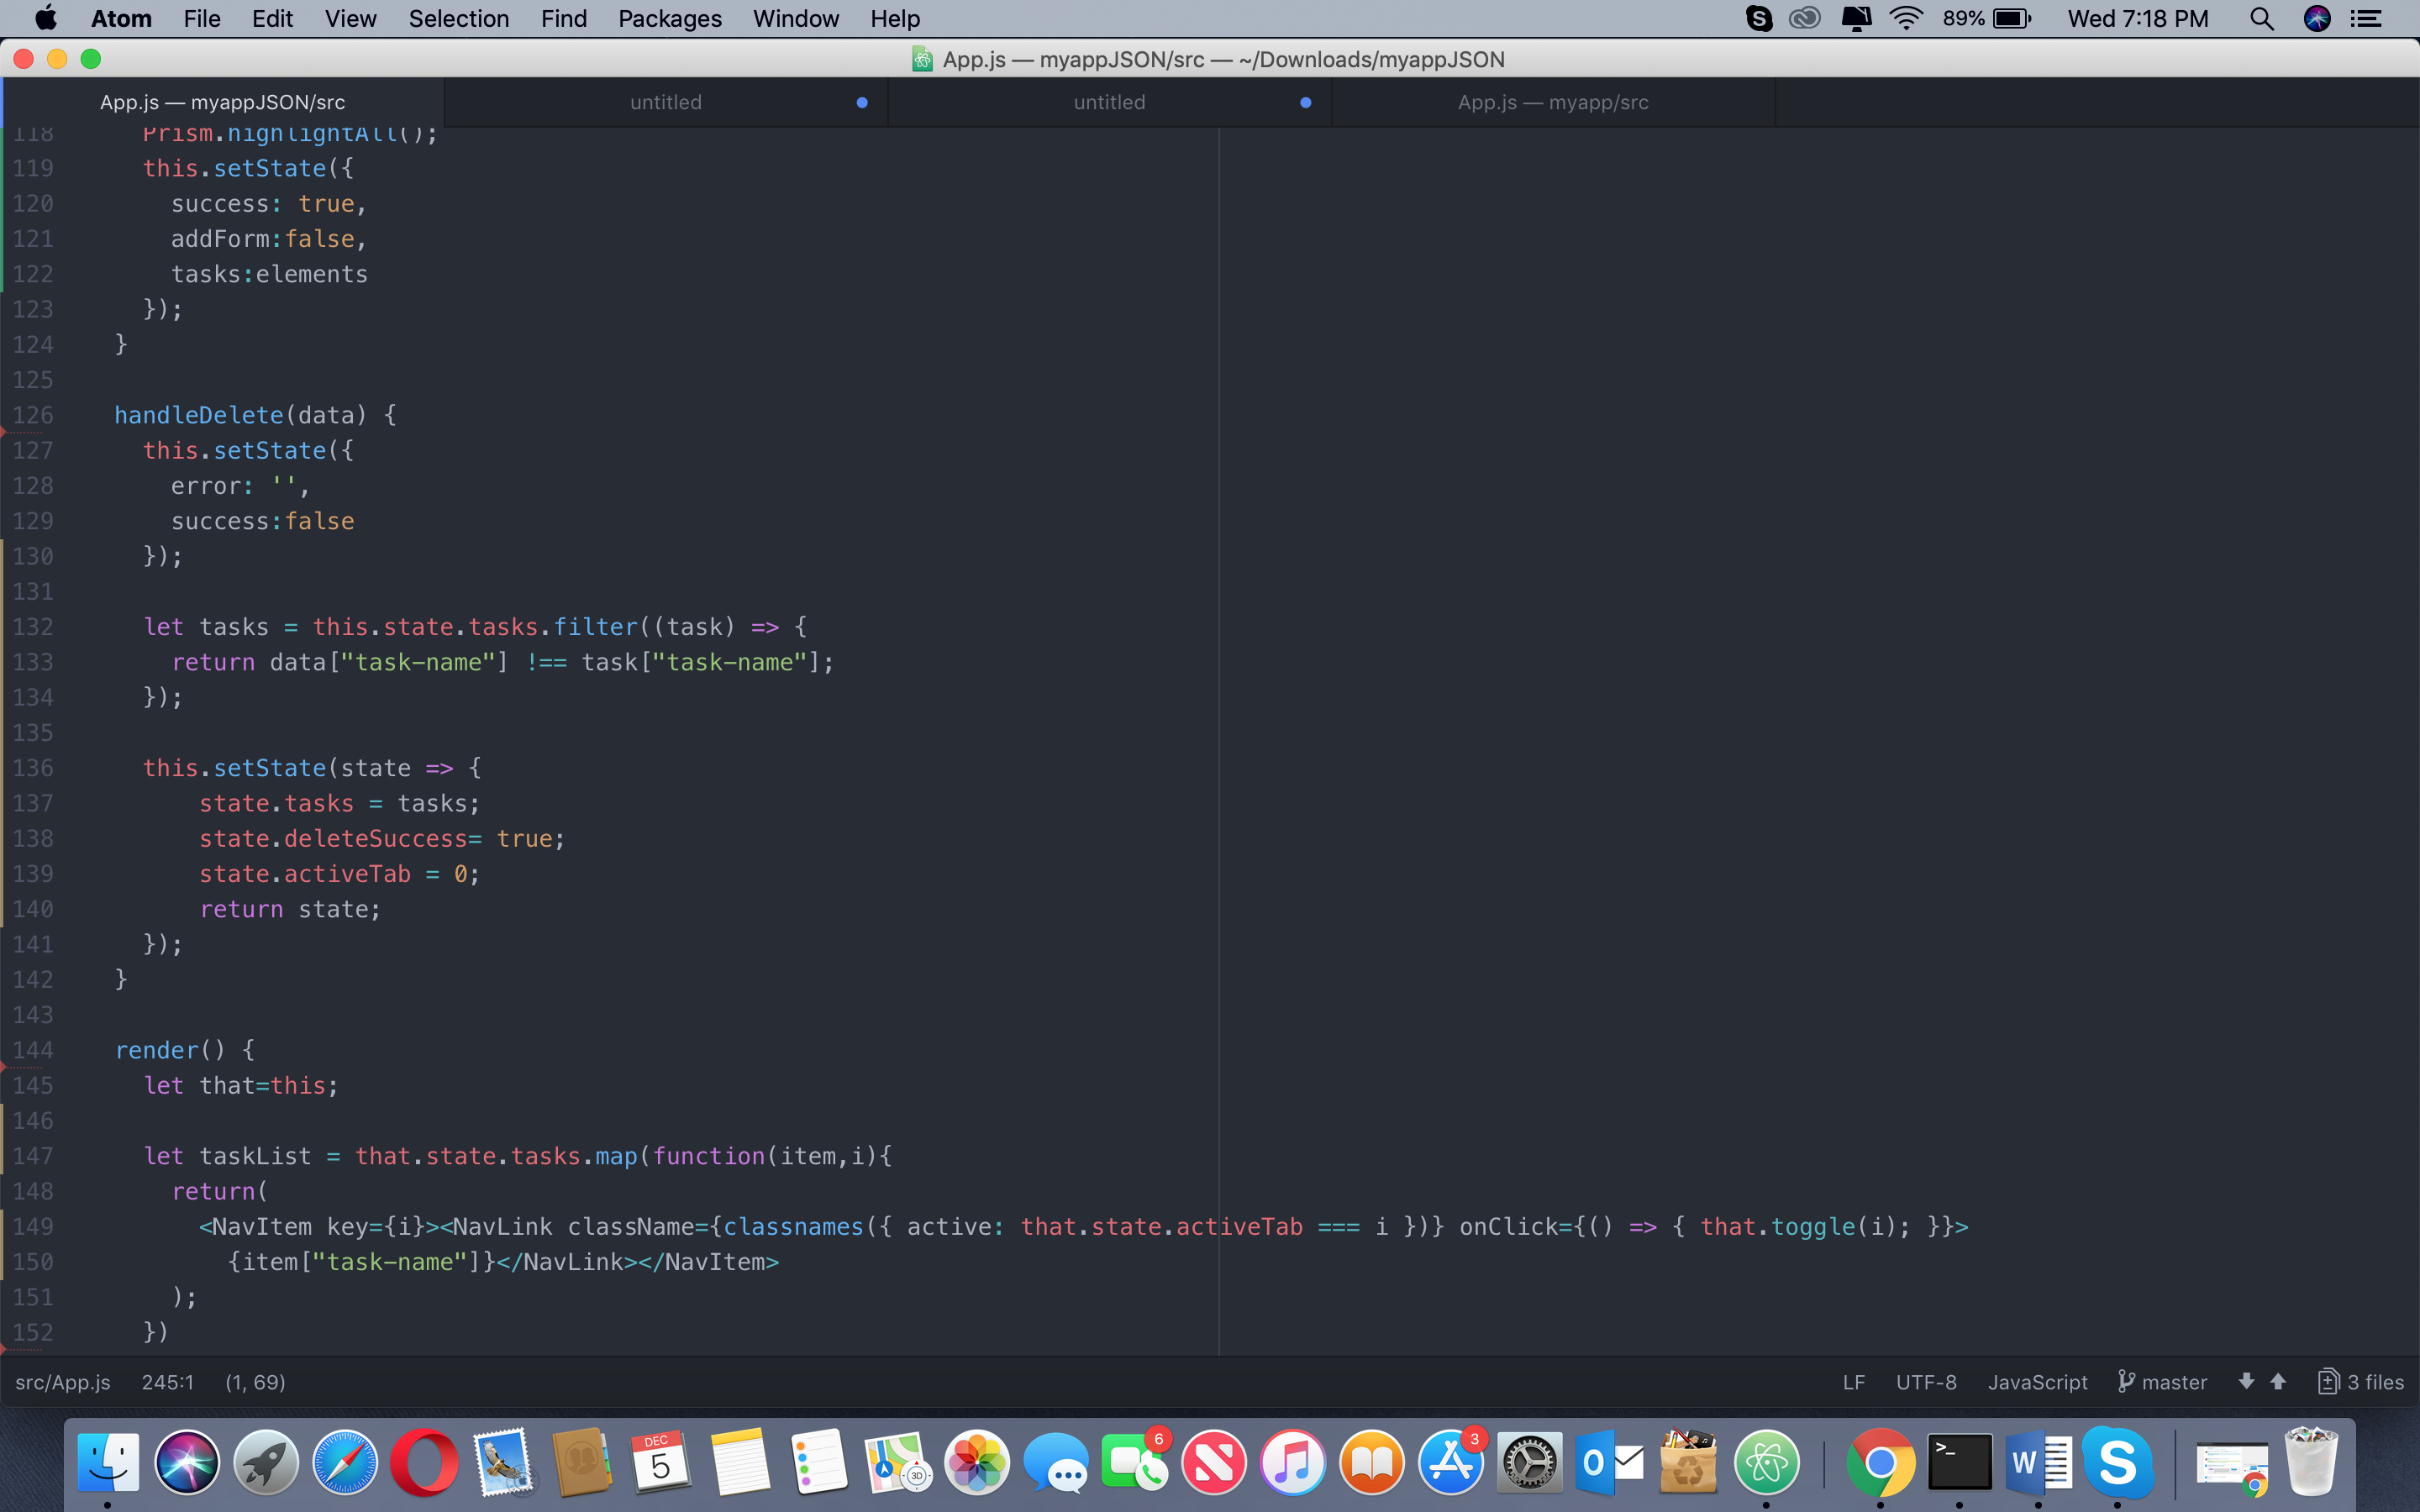 Atom File Edit View Selection Find Packages Window Help 89% Wed 7:18 PM
App.js — myappJSON/src — ~/Downloads/myappJSON
App.js — myappJSON/src untitled untitled App.js — myapp/src
118 Prism.highlightAll();
119 this.setState({
120 success: true,
121 addForm:false,
122 tasks:elements
123 });
124 }
125
126 handleDelete(data) {
127 this.setState({
128 error: '',
129 success:false
130 });
131
132 let tasks = this.state.tasks.filter((task) => {
133 return data["task-name"] !== task["task-name"];
134 });
135
136 this.setState(state => {
137 state.tasks = tasks;
138 state.deleteSuccess= true;
139 state.activeTab = 0;
140 return state;
141 });
142 }
143
144 render() {
145 let that=this;
146
147 let taskList = that.state.tasks.map(function(item,i){
148 return(
149 <NavItem key={i}><NavLink className={classnames({ active: that.state.activeTab === i })} onClick={() => { that.toggle(i); }}>
150 {item["task-name"]}</NavLink></NavItem>
151 );
152 })
src/App.js 245:1 (1, 69) LF UTF-8 JavaScript master 3 files
DEC
5
3D
6
3
O
>_
W
S